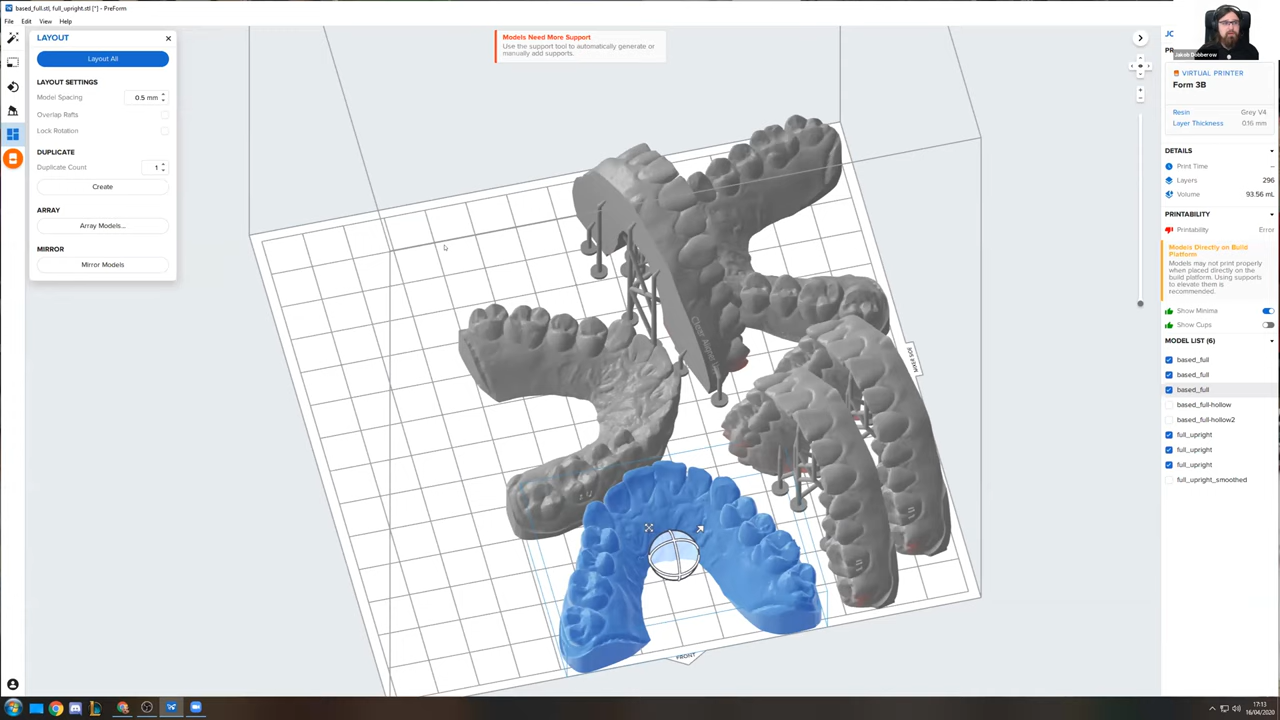 based_full.stl, full_upright.stl [*] - PreForm
File Edit View Help
LAYOUT
Layout All
LAYOUT SETTINGS
Model Spacing 0.5 mm
Overlap Rafts
Lock Rotation
DUPLICATE
Duplicate Count 1
Create
ARRAY
Array Models...
MIRROR
Mirror Models
Models Need More Support
Use the support tool to automatically generate or
manually add supports.
MIXER SIDE
FRONT
Jakob Dobberow
VIRTUAL PRINTER
Form 3B
Resin Grey V4
Layer Thickness 0.16 mm
DETAILS
Print Time --
Layers 296
Volume 93.56 mL
PRINTABILITY
Printability Error
Models Directly on Build
Platform
Models may not print properly
when placed directly on the
build platform. Using supports
to elevate them is
recommended.
Show Minima
Show Cups
MODEL LIST (6)
based_full
based_full
based_full
based_full-hollow
based_full-hollow2
full_upright
full_upright
full_upright
full_upright_smoothed
17:13
16/04/2020